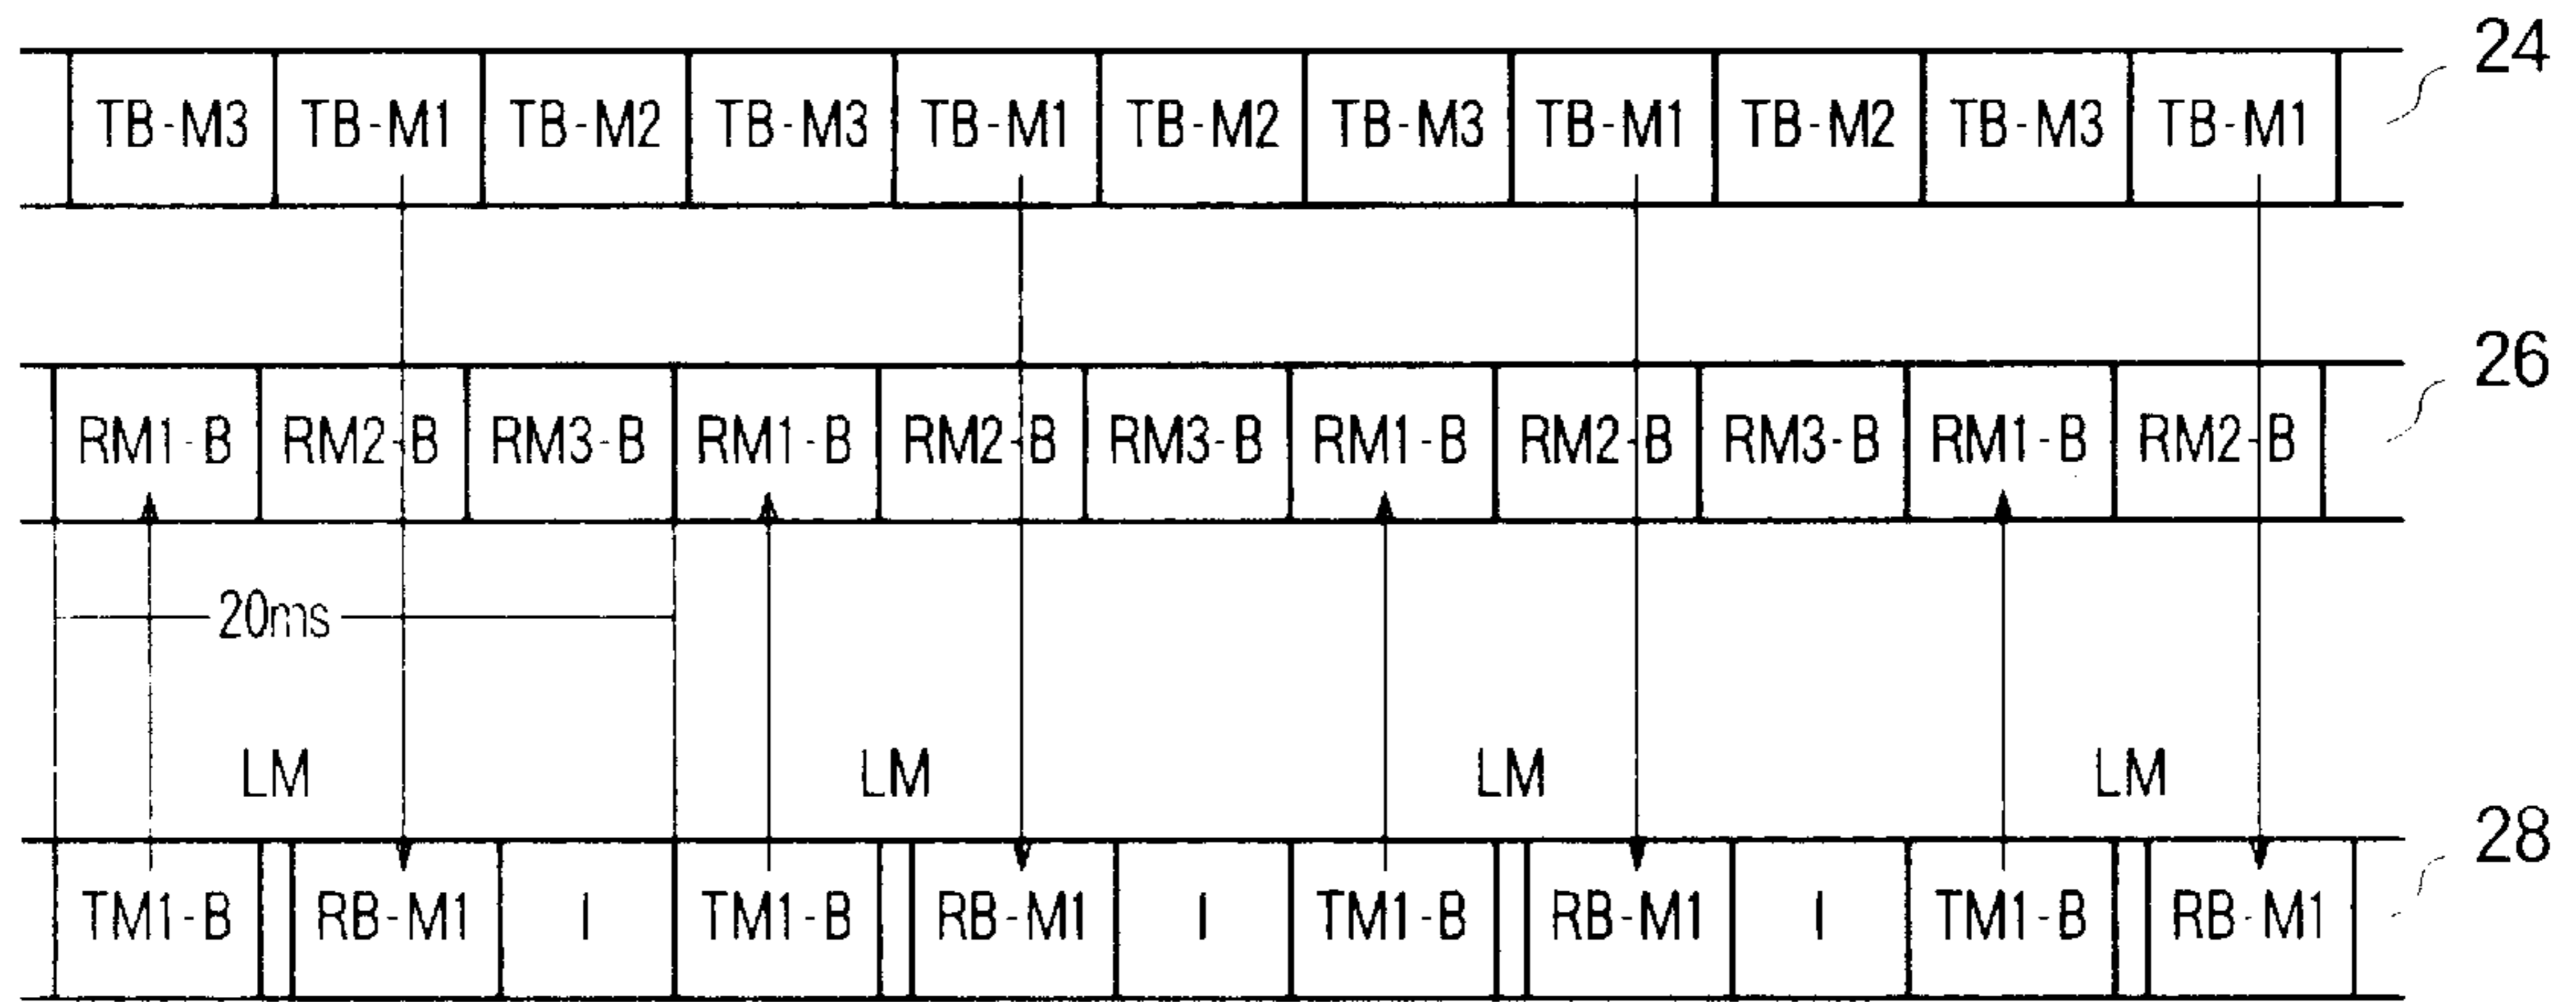 TB-M3 TB-M1 TB-M2 TB-M3 TB-M1 TB-M2 TB-M3 TB-M1 TB-M2 TB-M3 TB-M1 24
RM1-B RM2-B RM3-B RM1-B RM2-B RM3-B RM1-B RM2-B RM3-B RM1-B RM2-B 26
20ms
LM LM LM LM
TM1-B RB-M1 I TM1-B RB-M1 I TM1-B RB-M1 I TM1-B RB-M1 28